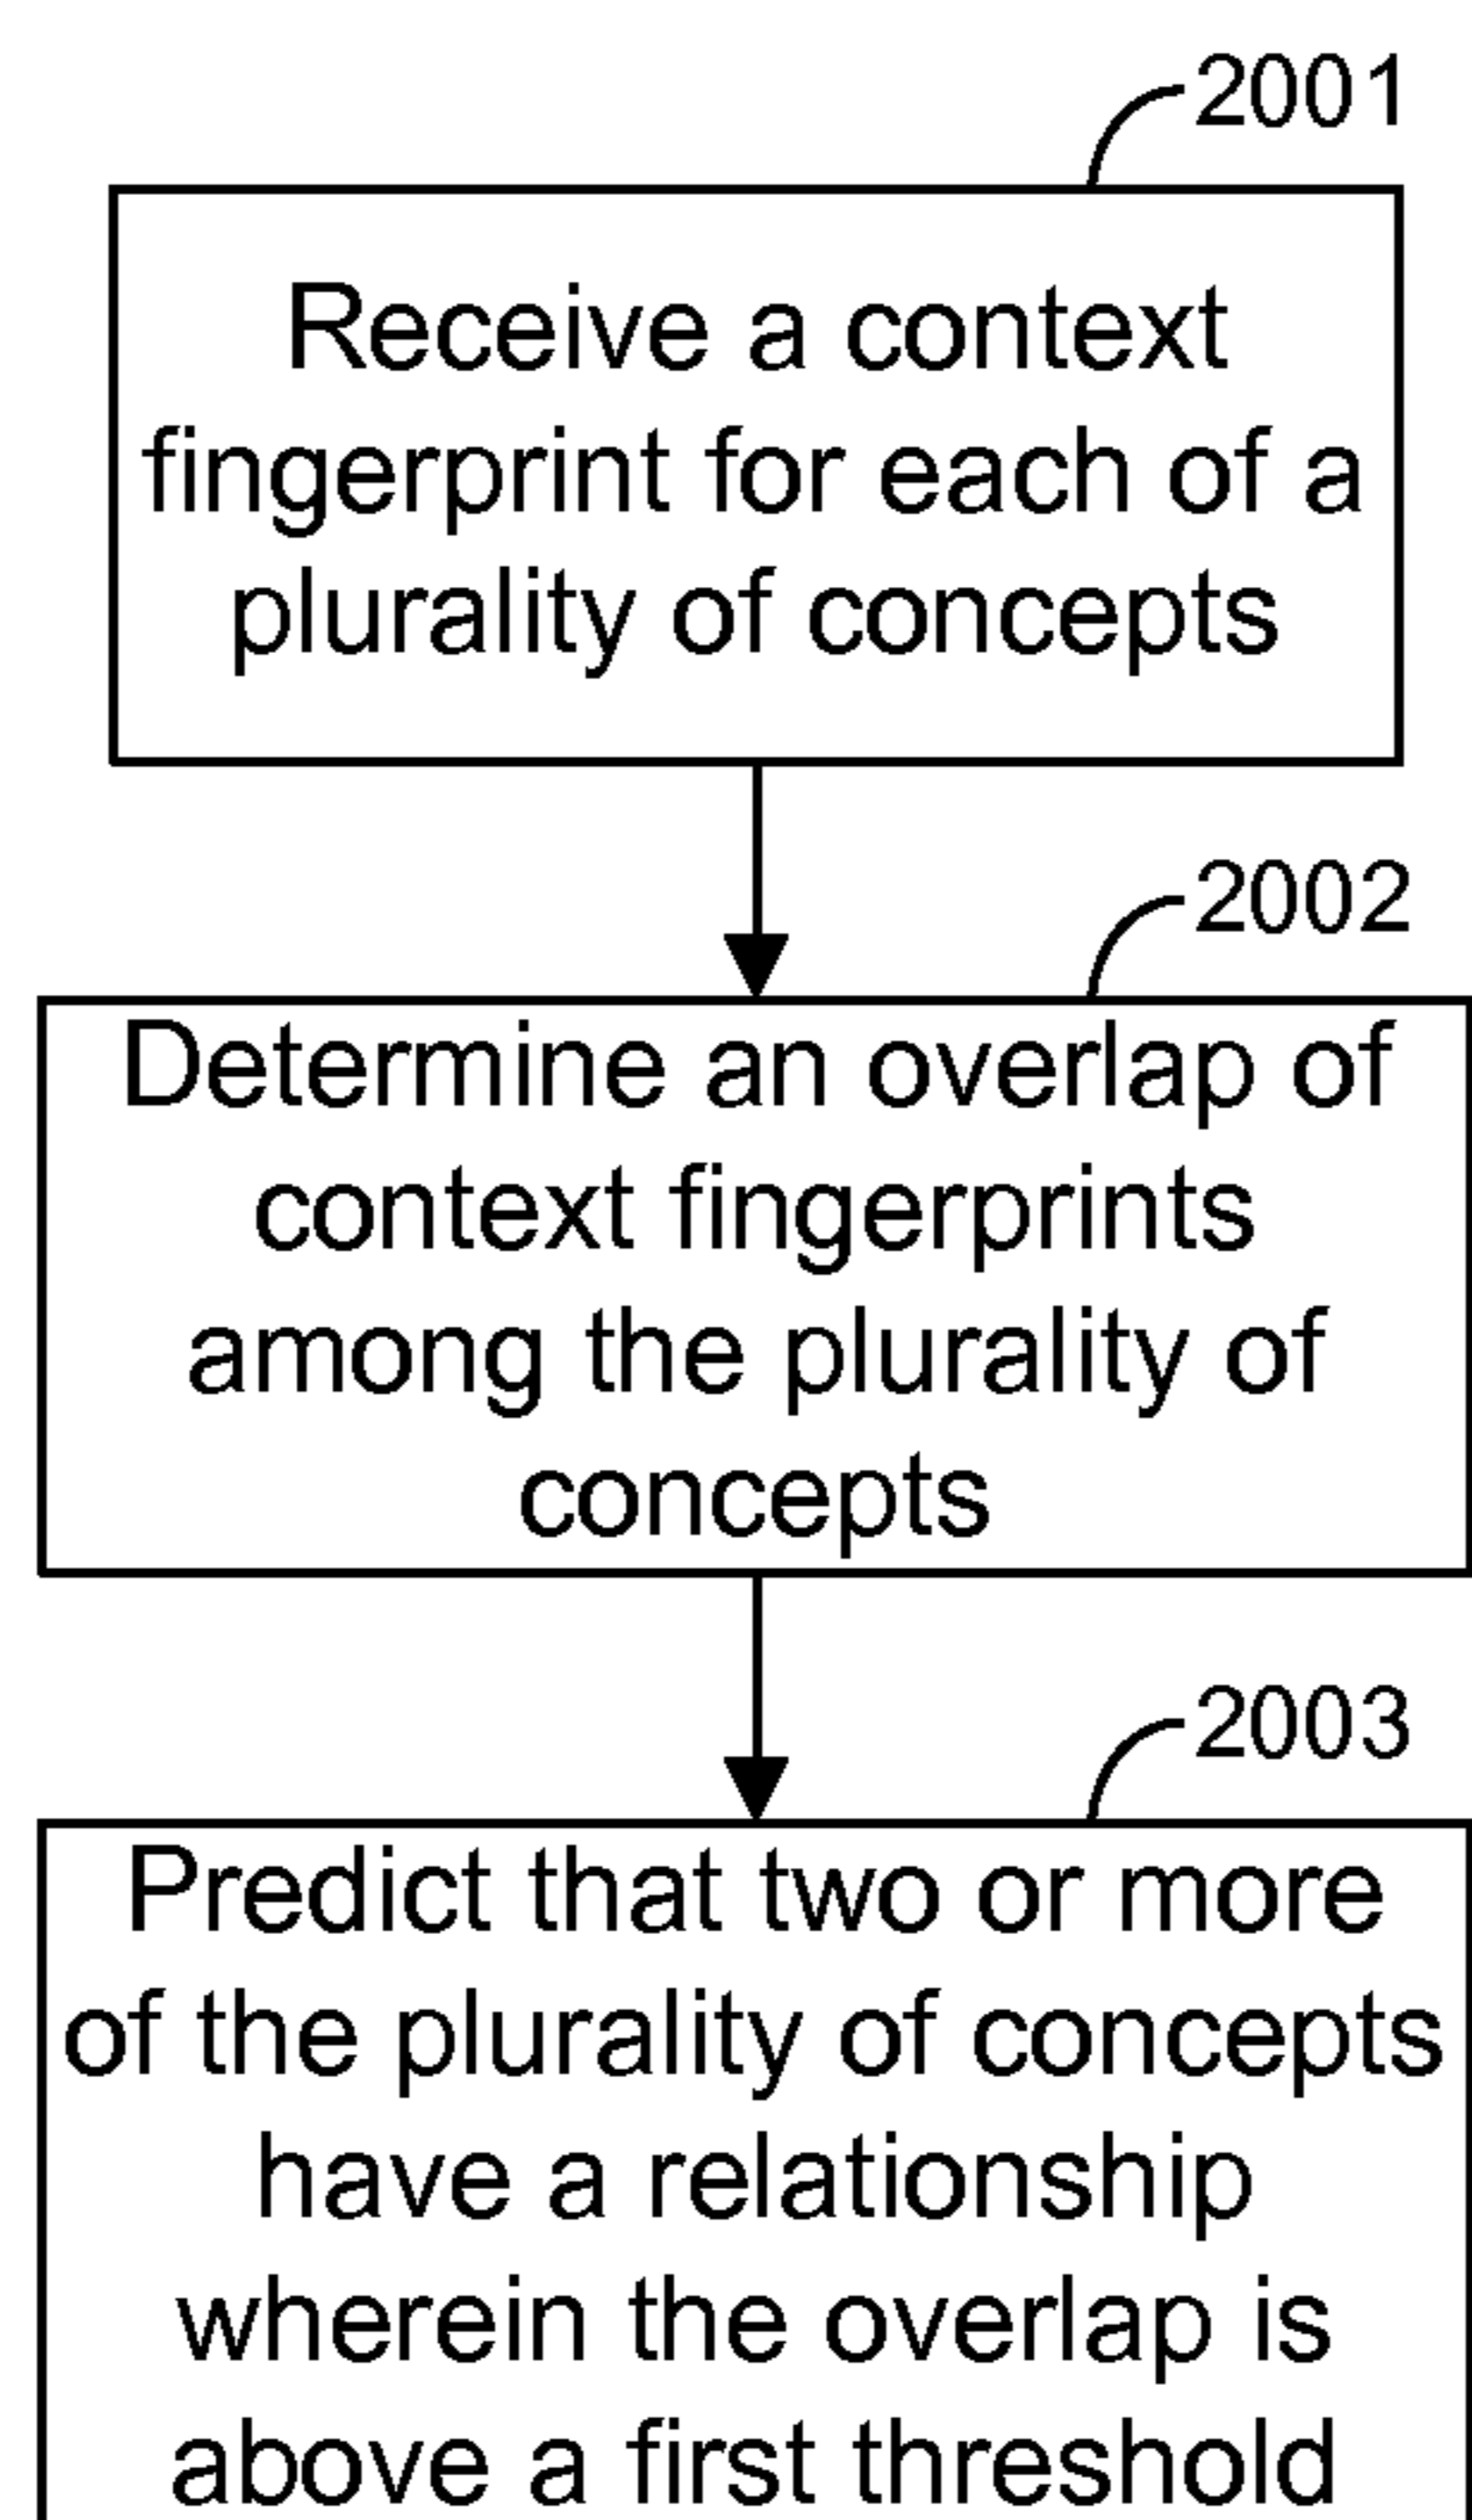 2001
Receive a context
fingerprint for each of a
plurality of concepts
2002
Determine an overlap of
context fingerprints
among the plurality of
concepts
2003
Predict that two or more
of the plurality of concepts
have a relationship
wherein the overlap is
above a first threshold